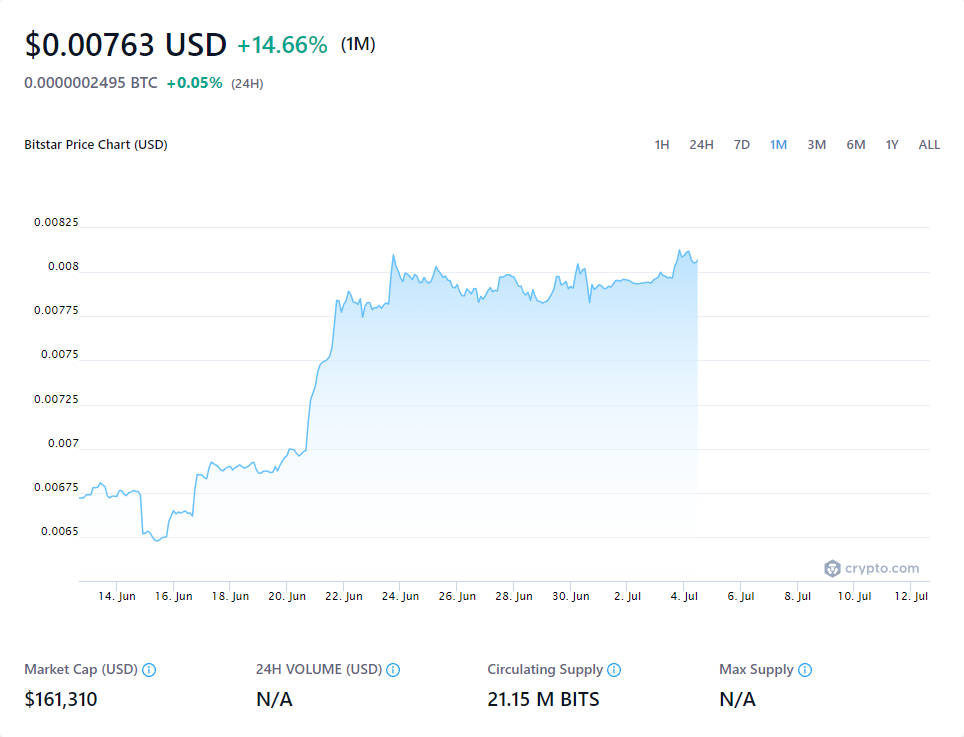 $0.00763 USD +14.66% (1M)
0.0000002495 BTC +0.05% (24H)
Bitstar Price Chart (USD) 1H 24H 7D 1M 3M 6M 1Y ALL
0.00825
0.008
0.00775
0.0075
0.00725
0.007
0.00675
0.0065
crypto.com
14. Jun 16. Jun 18. Jun 20. Jun 22. Jun 24. Jun 26. Jun 28. Jun 30. Jun 2. Jul 4. Jul 6. Jul 8. Jul 10. Jul 12. Jul
Market Cap (USD) 24H VOLUME (USD) Circulating Supply Max Supply
$161,310 N/A 21.15 M BITS N/A